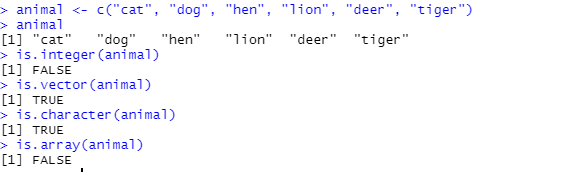 > animal <- c("cat", "dog", "hen", "lion", "deer", "tiger")
> animal
[1] "cat"   "dog"   "hen"   "lion"  "deer"  "tiger"
> is.integer(animal)
[1] FALSE
> is.vector(animal)
[1] TRUE
> is.character(animal)
[1] TRUE
> is.array(animal)
[1] FALSE